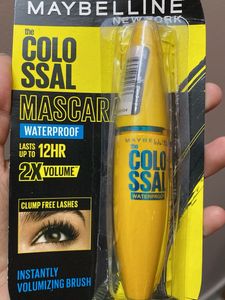 MAYBELLINE
NEW YORK
the
COLO
SSAL
MASCARA
WATERPROOF
LASTS
UP TO 12HR
2X VOLUME
CLUMP FREE LASHES
INSTANTLY
VOLUMIZING BRUSH
MAYBELLINE
the
COLO
SSAL
WATERPROOF